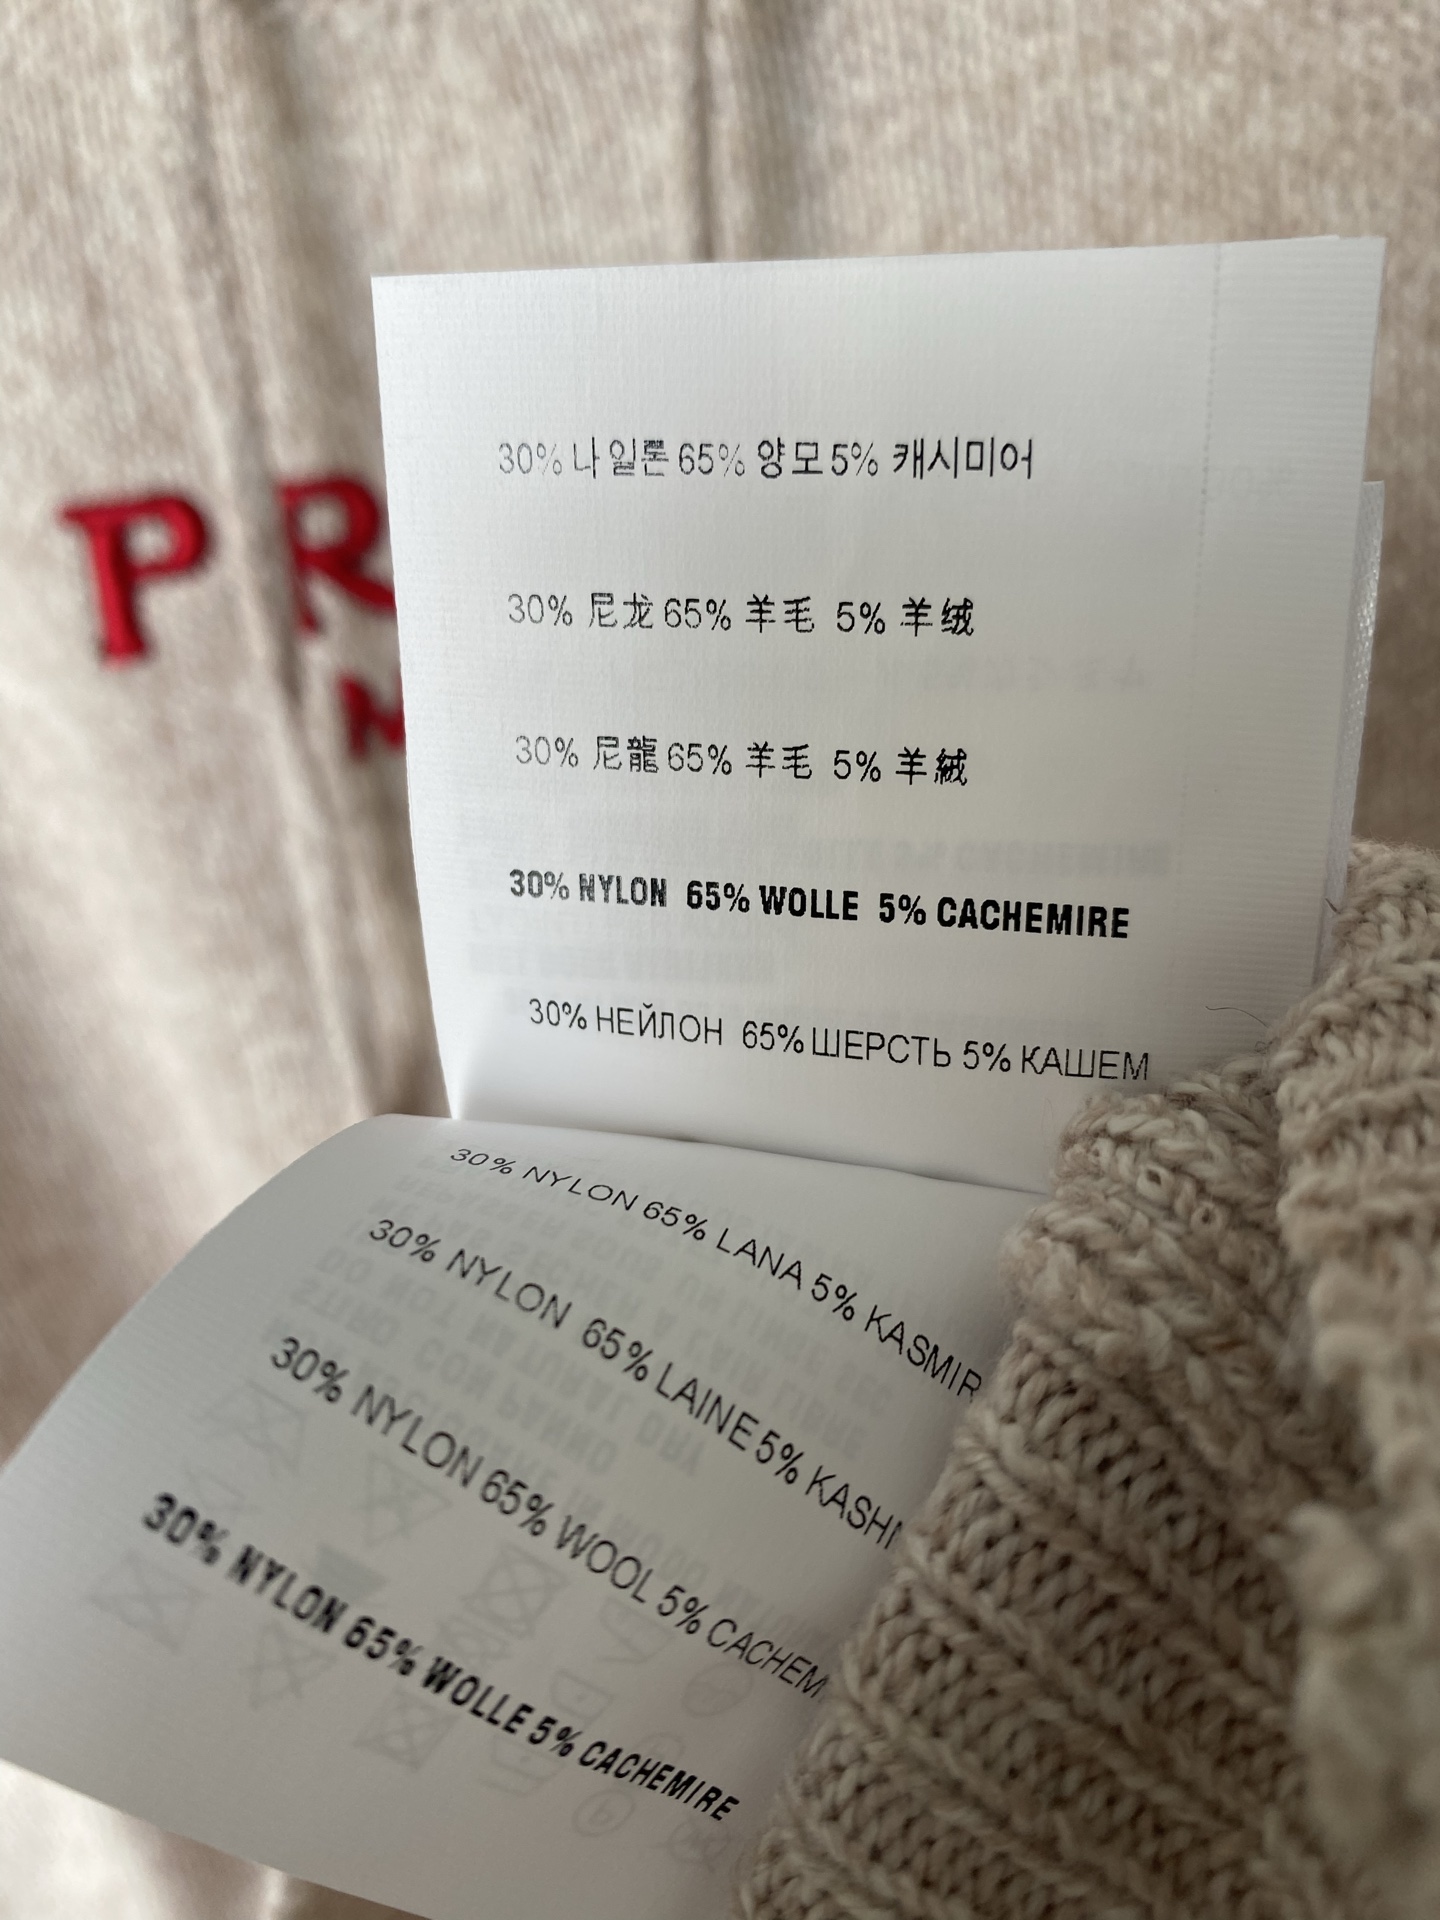 PR
30% 나일론 65% 양모 5% 캐시미어
30% 尼龙 65% 羊毛 5% 羊绒
30% 尼龍 65% 羊毛 5% 羊絨
30% NYLON 65% WOLLE 5% CACHEMIRE
30% НЕЙЛОН 65% ШЕРСТЬ 5% КАШЕМ
30% NYLON 65% LANA 5% KASMIR
30% NYLON 65% LAINE 5% KASH
30% NYLON 65% WOOL 5% CACHEM
30% NYLON 65% WOLLE 5% CACHEMIRE